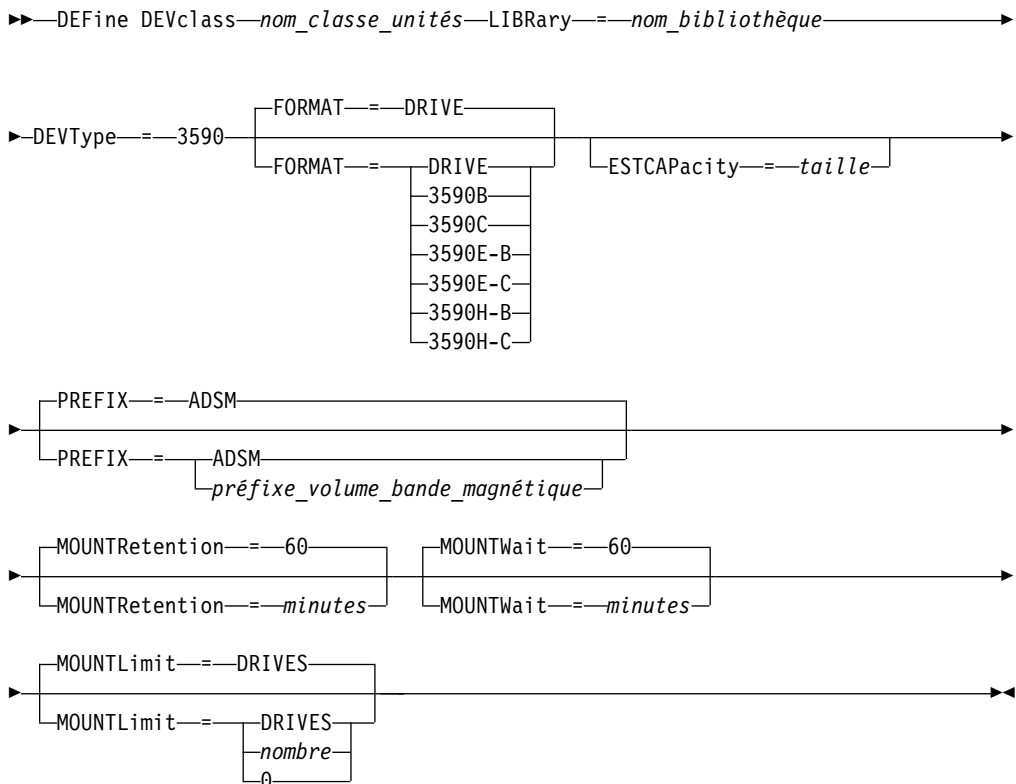 DEFine DEVclass nom_classe_unités LIBRary = nom_bibliothèque
FORMAT = DRIVE
DEVType = 3590
FORMAT = DRIVE
ESTCAPacity = taille
3590B
3590C
3590E-B
3590E-C
3590H-B
3590H-C
PREFIX = ADSM
PREFIX = ADSM
préfixe_volume_bande_magnétique
MOUNTRetention = 60 MOUNTWait = 60
MOUNTRetention = minutes MOUNTWait = minutes
MOUNTLimit = DRIVES
MOUNTLimit = DRIVES
nombre
0